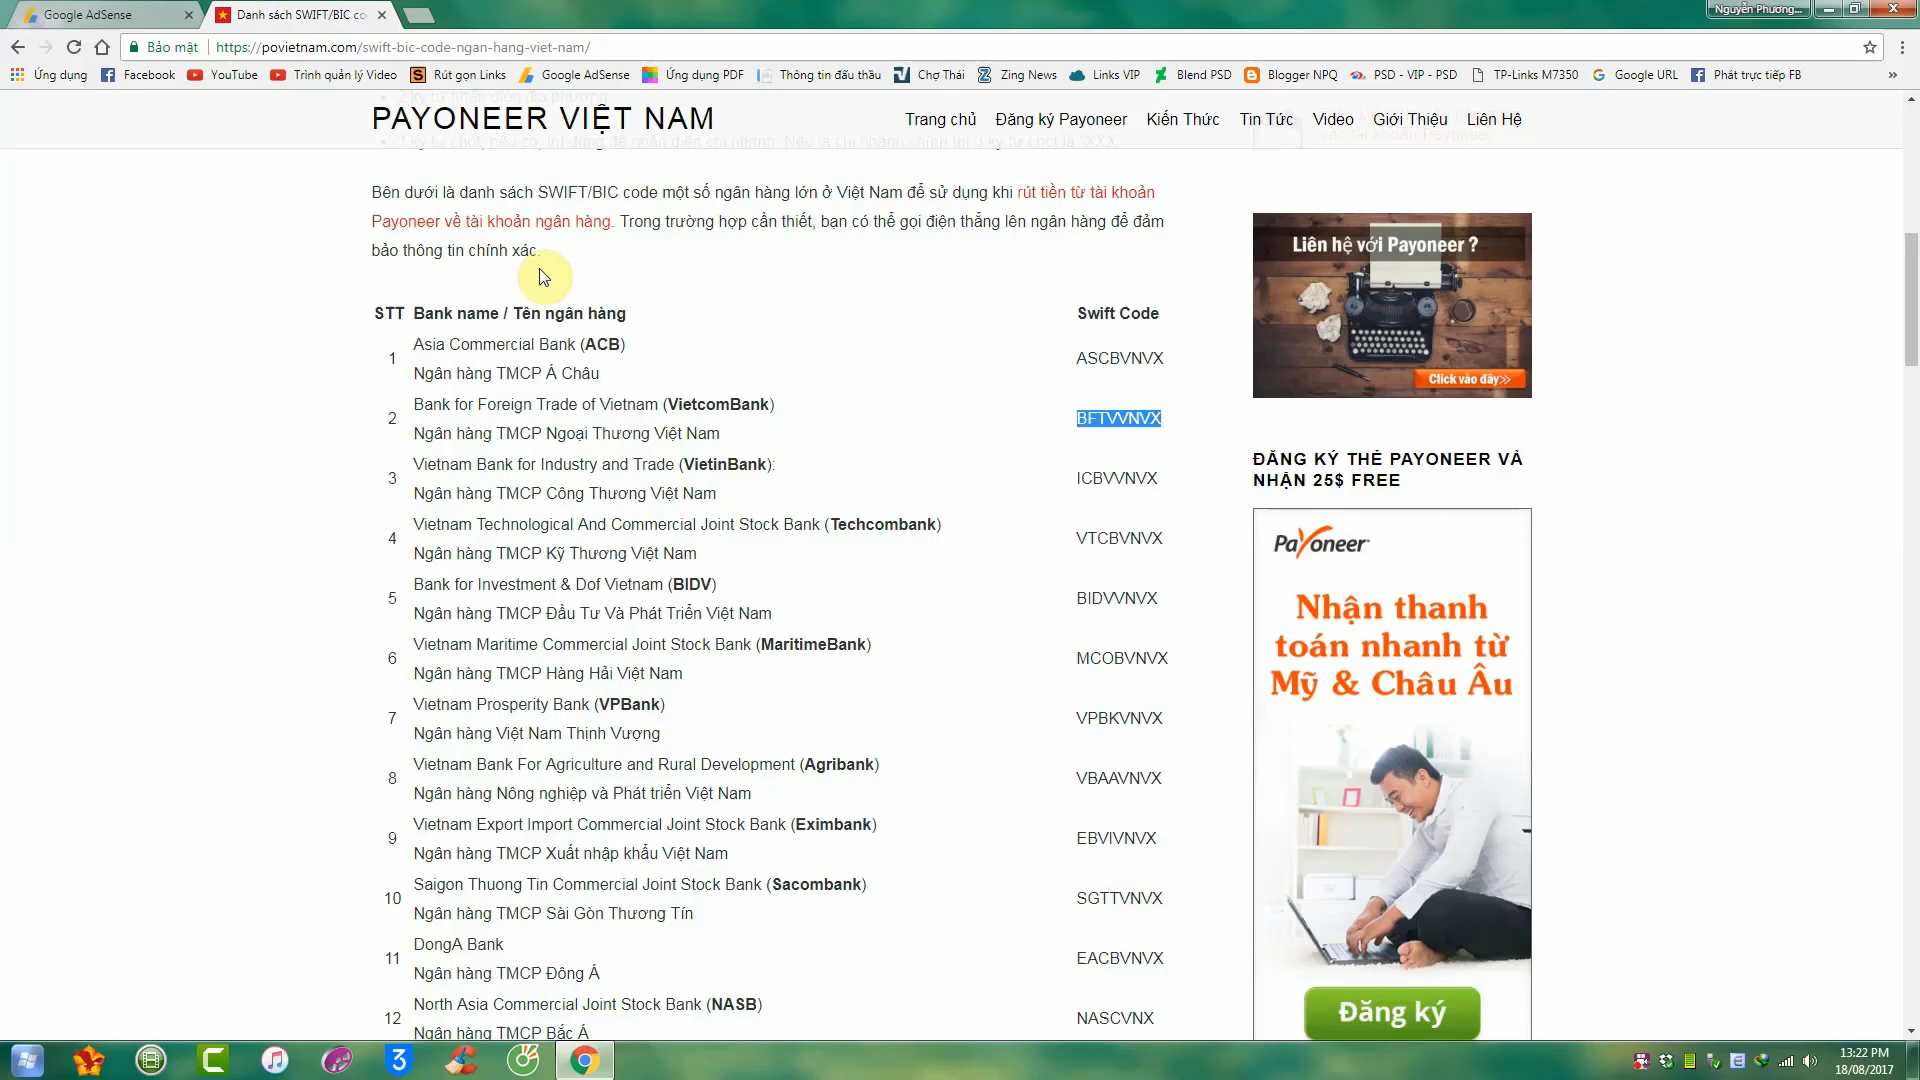 Google AdSense
Danh sách SWIFT/BIC co
Nguyễn Phương...
Bảo mật
https://povietnam.com/swift-bic-code-ngan-hang-viet-nam/
Ứng dụng Facebook YouTube Trình quản lý Video Rút gọn Links Google AdSense Ứng dụng PDF Thông tin đấu thầu Chợ Thái Zing News Links VIP Blend PSD Blogger NPQ PSD - VIP - PSD TP-Links M7350 Google URL Phát trực tiếp FB
PAYONEER VIỆT NAM
Trang chủ Đăng ký Payoneer Kiến Thức Tin Tức Video Giới Thiệu Liên Hệ
Bên dưới là danh sách SWIFT/BIC code một số ngân hàng lớn ở Việt Nam để sử dụng khi rút tiền từ tài khoản
Payoneer về tài khoản ngân hàng. Trong trường hợp cần thiết, bạn có thể gọi điện thẳng lên ngân hàng để đảm
bảo thông tin chính xác.
STT Bank name / Tên ngân hàng Swift Code
1 Asia Commercial Bank (ACB) ASCBVNVX
Ngân hàng TMCP Á Châu
2 Bank for Foreign Trade of Vietnam (VietcomBank) BFTVVNVX
Ngân hàng TMCP Ngoại Thương Việt Nam
3 Vietnam Bank for Industry and Trade (VietinBank): ICBVVNVX
Ngân hàng TMCP Công Thương Việt Nam
4 Vietnam Technological And Commercial Joint Stock Bank (Techcombank) VTCBVNVX
Ngân hàng TMCP Kỹ Thương Việt Nam
5 Bank for Investment & Dof Vietnam (BIDV) BIDVVNVX
Ngân hàng TMCP Đầu Tư Và Phát Triển Việt Nam
6 Vietnam Maritime Commercial Joint Stock Bank (MaritimeBank) MCOBVNVX
Ngân hàng TMCP Hàng Hải Việt Nam
7 Vietnam Prosperity Bank (VPBank) VPBKVNVX
Ngân hàng Việt Nam Thịnh Vượng
8 Vietnam Bank For Agriculture and Rural Development (Agribank) VBAAVNVX
Ngân hàng Nông nghiệp và Phát triển Việt Nam
9 Vietnam Export Import Commercial Joint Stock Bank (Eximbank) EBVIVNVX
Ngân hàng TMCP Xuất nhập khẩu Việt Nam
10 Saigon Thuong Tin Commercial Joint Stock Bank (Sacombank) SGTTVNVX
Ngân hàng TMCP Sài Gòn Thương Tín
11 DongA Bank EACBVNVX
Ngân hàng TMCP Đông Á
12 North Asia Commercial Joint Stock Bank (NASB) NASCVNX
Ngân hàng TMCP Bắc Á
Liên hệ với Payoneer ?
Click vào đây>>
ĐĂNG KÝ THẺ PAYONEER VÀ
NHẬN 25$ FREE
Payoneer
Nhận thanh
toán nhanh từ
Mỹ & Châu Âu
Đăng ký
13:22 PM
18/08/2017